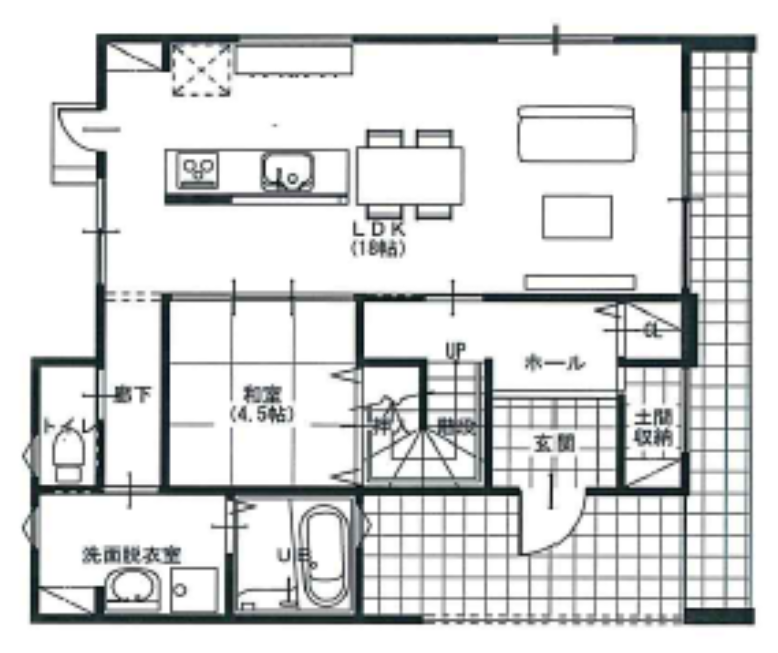 LDK
(18帖)
CL
UP
ホール
廊下
和室
(4.5帖)
トイレ
押入
階段
玄関
土間
収納
洗面脱衣室
UB